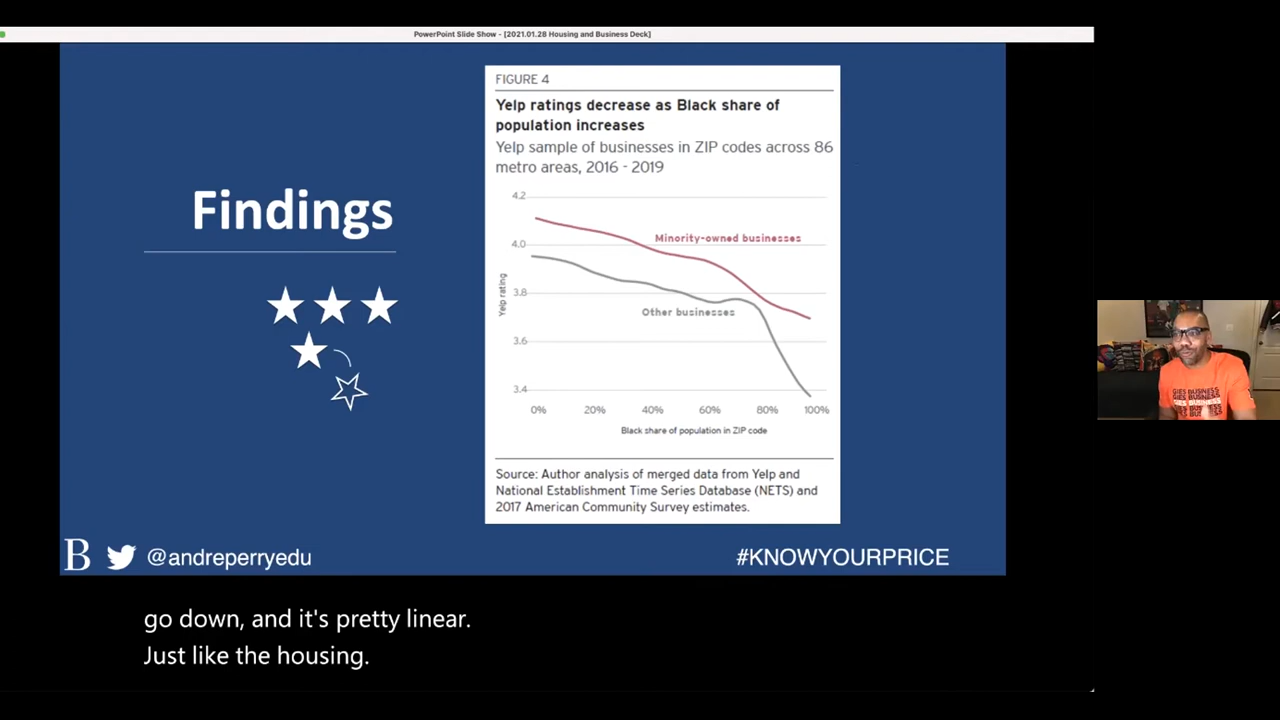 PowerPoint Slide Show - [2021.01.28 Housing and Business Deck]
Findings
FIGURE 4
Yelp ratings decrease as Black share of
population increases
Yelp sample of businesses in ZIP codes across 86
metro areas, 2016 - 2019
4.2
4.0
3.8
3.6
3.4
Yelp rating
Minority-owned businesses
Other businesses
0% 20% 40% 60% 80% 100%
Black share of population in ZIP code
Source: Author analysis of merged data from Yelp and
National Establishment Time Series Database (NETS) and
2017 American Community Survey estimates.
B @andreperryedu
#KNOWYOURPRICE
go down, and it's pretty linear.
Just like the housing.
GIES BUSINESS
GIES BUSINESS